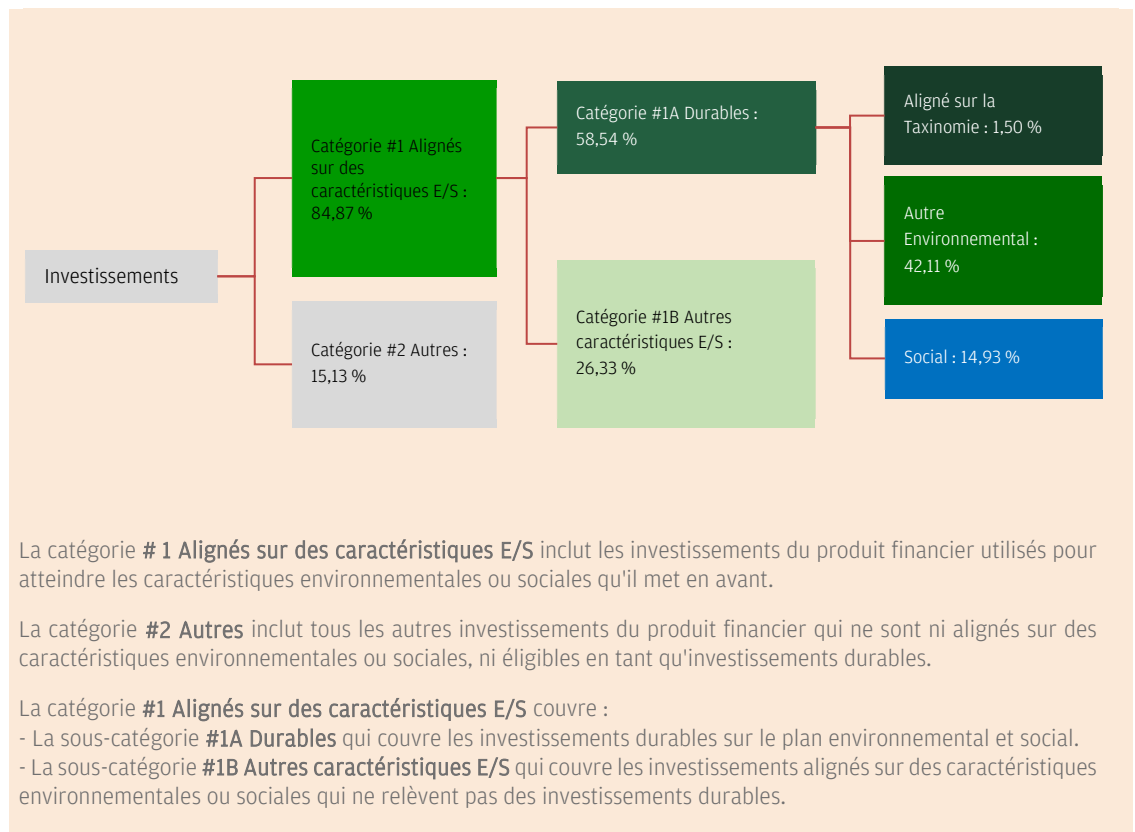 Investissements
Catégorie #1 Alignés
sur des
caractéristiques E/S :
84,87 %
Catégorie #2 Autres :
15,13 %
Catégorie #1A Durables :
58,54 %
Catégorie #1B Autres
caractéristiques E/S :
26,33 %
Aligné sur la
Taxinomie : 1,50 %
Autre
Environnemental :
42,11 %
Social : 14,93 %
La catégorie # 1 Alignés sur des caractéristiques E/S inclut les investissements du produit financier utilisés pour
atteindre les caractéristiques environnementales ou sociales qu'il met en avant.
La catégorie #2 Autres inclut tous les autres investissements du produit financier qui ne sont ni alignés sur des
caractéristiques environnementales ou sociales, ni éligibles en tant qu'investissements durables.
La catégorie #1 Alignés sur des caractéristiques E/S couvre :
- La sous-catégorie #1A Durables qui couvre les investissements durables sur le plan environnemental et social.
- La sous-catégorie #1B Autres caractéristiques E/S qui couvre les investissements alignés sur des caractéristiques
environnementales ou sociales qui ne relèvent pas des investissements durables.